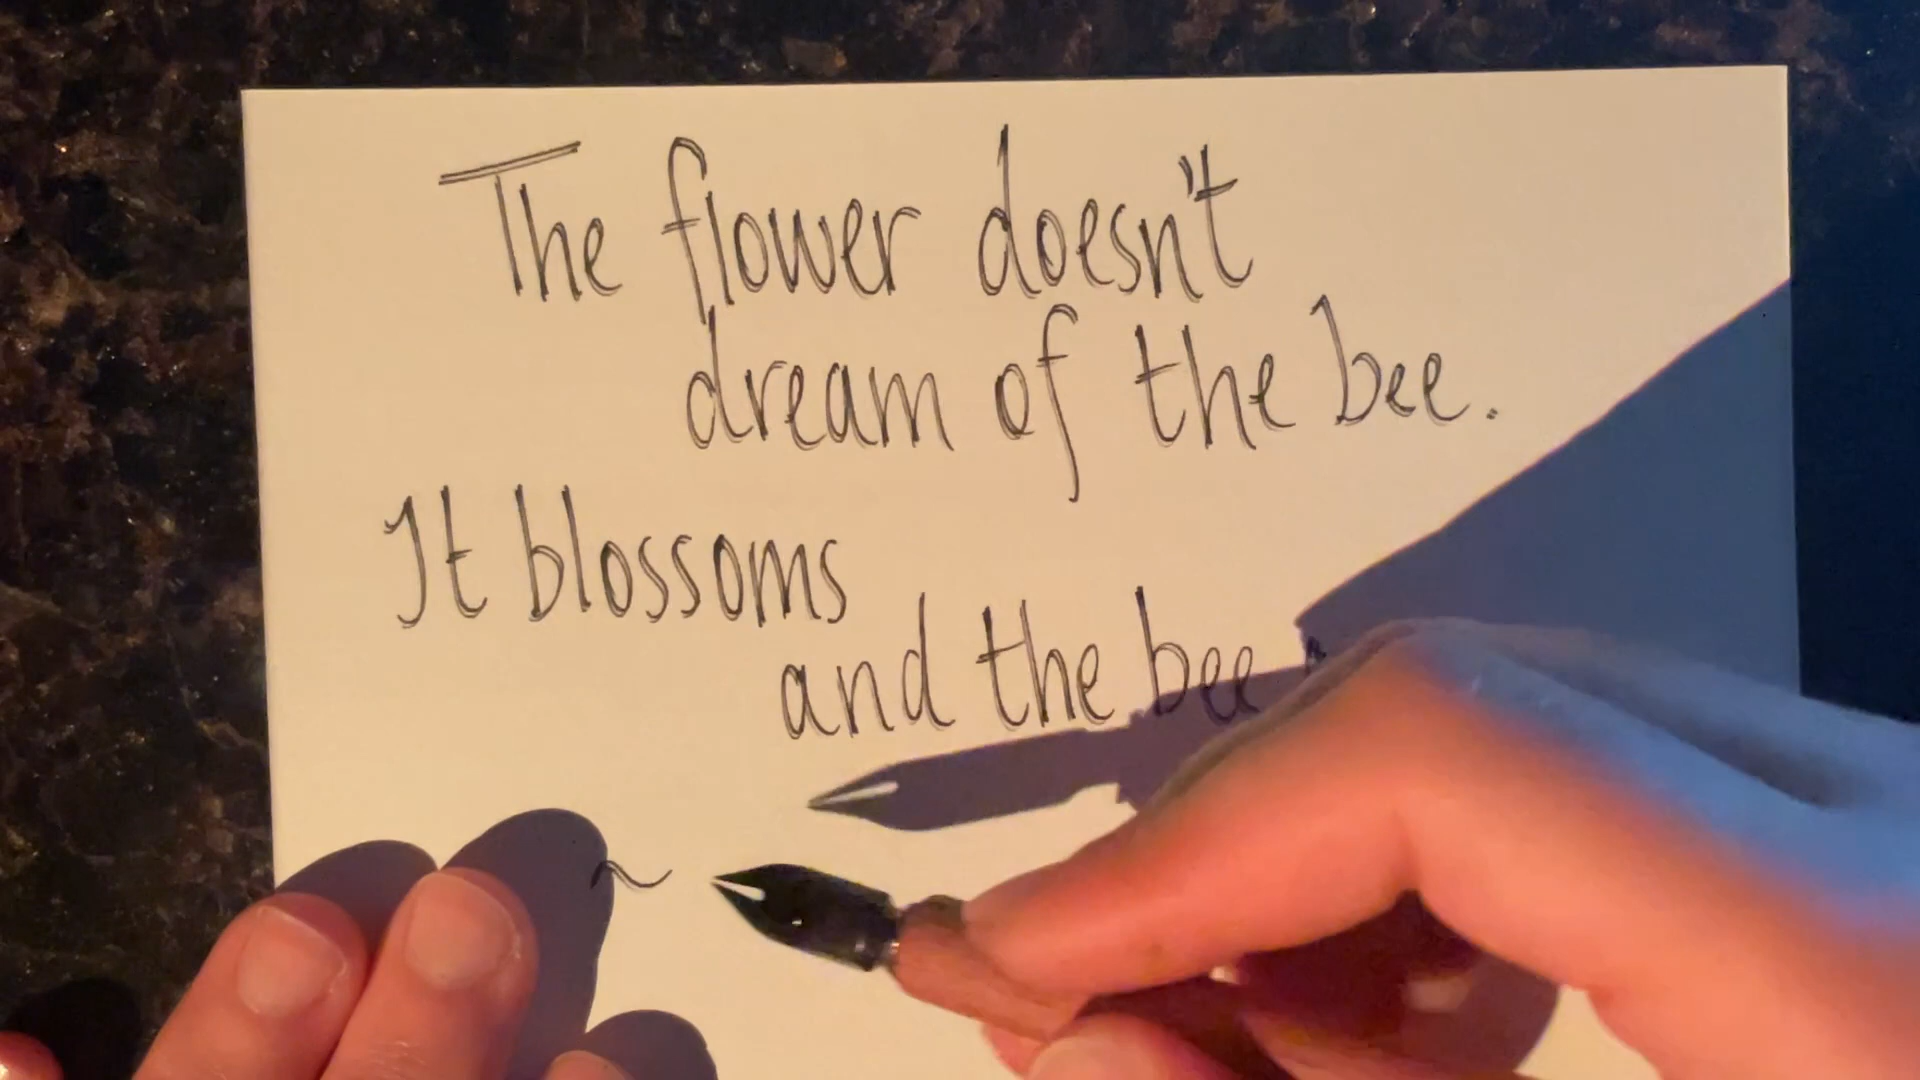 The flower doesn't
dream of the bee.
It blossoms
and the bee
~